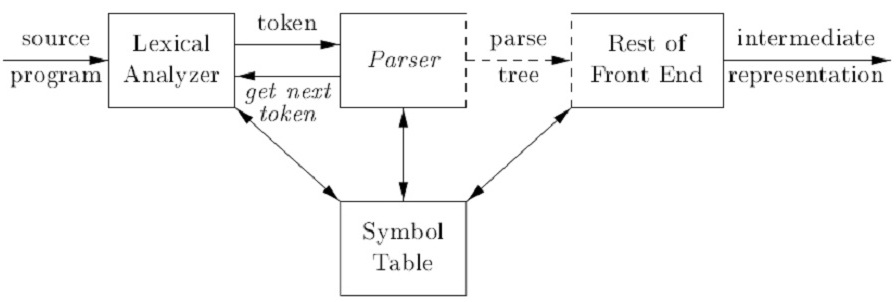 source
program
Lexical
Analyzer
token
get next
token
Parser
parse
tree
Rest of
Front End
intermediate
representation
Symbol
Table